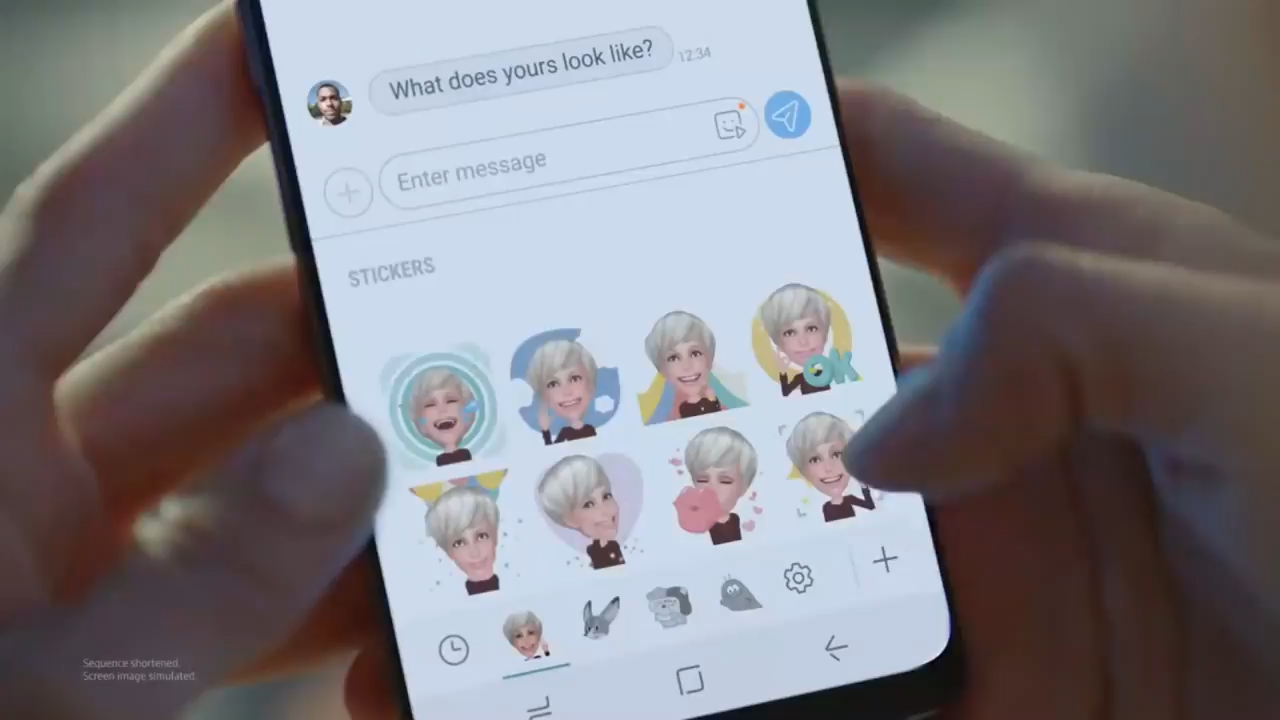 What does yours look like?
12:34
Enter message
STICKERS
OK
Sequence shortened.
Screen image simulated.